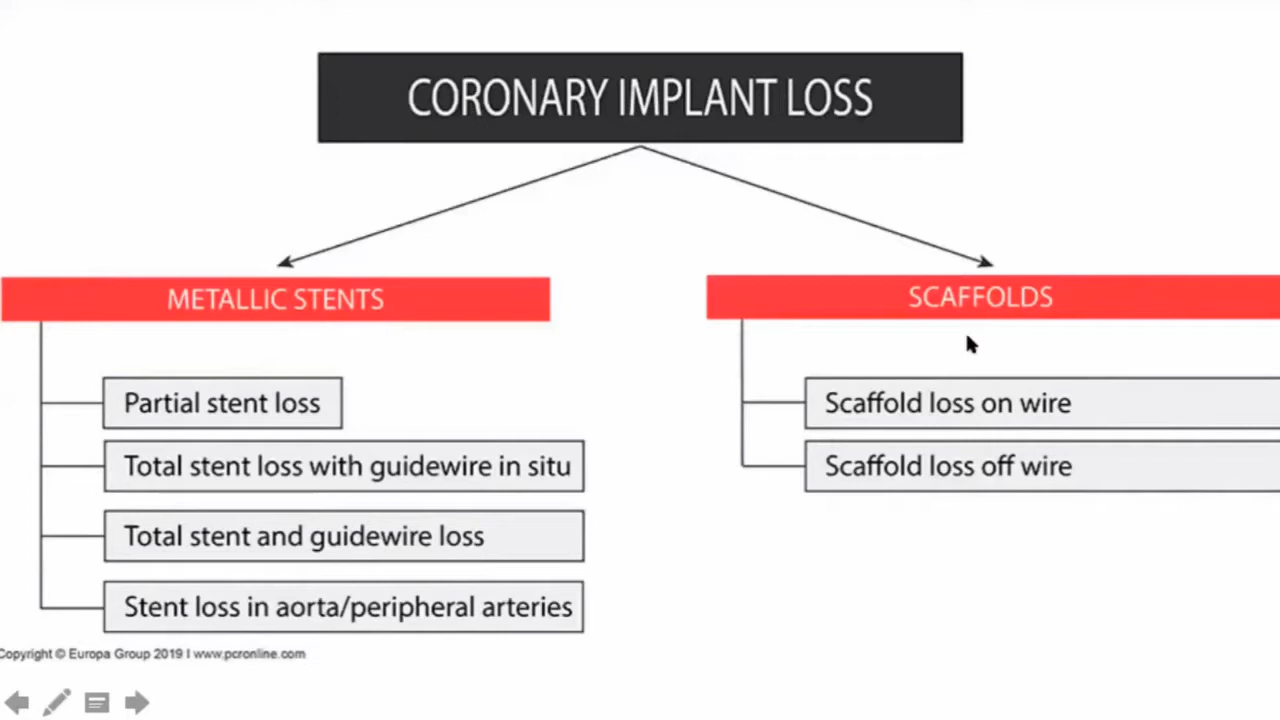 CORONARY IMPLANT LOSS
METALLIC STENTS
Partial stent loss
Total stent loss with guidewire in situ
Total stent and guidewire loss
Stent loss in aorta/peripheral arteries
SCAFFOLDS
Scaffold loss on wire
Scaffold loss off wire
Copyright © Europa Group 2019 I www.pcronline.com